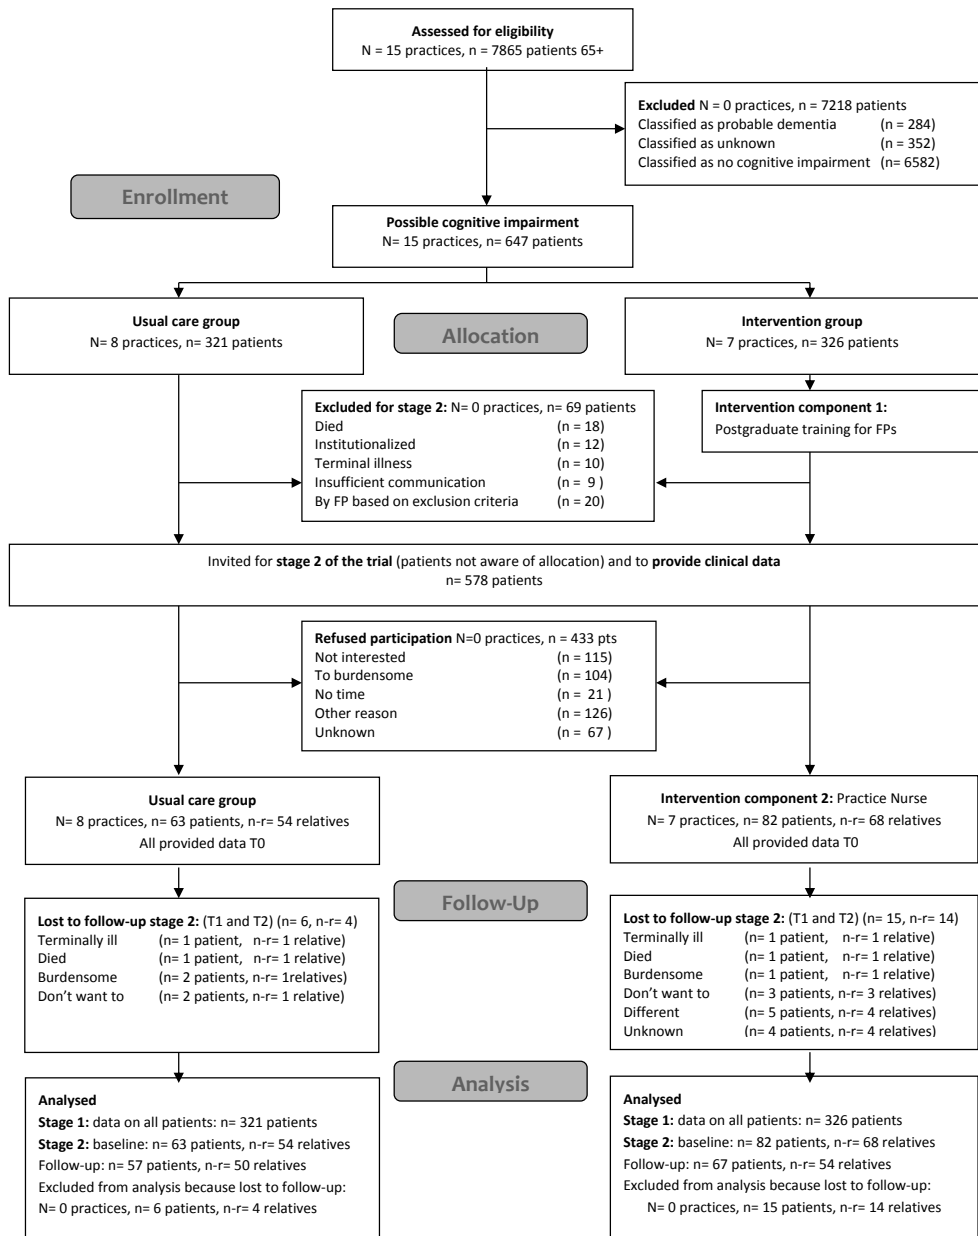 Assessed for eligibility
N = 15 practices, n = 7865 patients 65+
Excluded N = 0 practices, n = 7218 patients
Classified as probable dementia (n = 284)
Classified as unknown (n = 352)
Classified as no cognitive impairment (n= 6582)
Enrollment
Possible cognitive impairment
N= 15 practices, n= 647 patients
Usual care group
N= 8 practices, n= 321 patients
Allocation
Intervention group
N= 7 practices, n= 326 patients
Excluded for stage 2: N= 0 practices, n= 69 patients
Died (n = 18)
Institutionalized (n = 12)
Terminal illness (n = 10)
Insufficient communication (n = 9 )
By FP based on exclusion criteria (n = 20)
Intervention component 1:
Postgraduate training for FPs
Invited for stage 2 of the trial (patients not aware of allocation) and to provide clinical data
n= 578 patients
Refused participation N=0 practices, n = 433 pts
Not interested (n = 115)
To burdensome (n = 104)
No time (n = 21 )
Other reason (n = 126)
Unknown (n = 67 )
Usual care group
N= 8 practices, n= 63 patients, n-r= 54 relatives
All provided data T0
Intervention component 2: Practice Nurse
N= 7 practices, n= 82 patients, n-r= 68 relatives
All provided data T0
Follow-Up
Lost to follow-up stage 2: (T1 and T2) (n= 6, n-r= 4)
Terminally ill (n= 1 patient, n-r= 1 relative)
Died (n= 1 patient, n-r= 1 relative)
Burdensome (n= 2 patients, n-r= 1relatives)
Don't want to (n= 2 patients, n-r= 1 relative)
Lost to follow-up stage 2: (T1 and T2) (n= 15, n-r= 14)
Terminally ill (n= 1 patient, n-r= 1 relative)
Died (n= 1 patient, n-r= 1 relative)
Burdensome (n= 1 patient, n-r= 1 relative)
Don't want to (n= 3 patients, n-r= 3 relatives)
Different (n= 5 patients, n-r= 4 relatives)
Unknown (n= 4 patients, n-r= 4 relatives)
Analysis
Analysed
Stage 1: data on all patients: n= 321 patients
Stage 2: baseline: n= 63 patients, n-r= 54 relatives
Follow-up: n= 57 patients, n-r= 50 relatives
Excluded from analysis because lost to follow-up:
N= 0 practices, n= 6 patients, n-r= 4 relatives
Analysed
Stage 1: data on all patients: n= 326 patients
Stage 2: baseline: n= 82 patients, n-r= 68 relatives
Follow-up: n= 67 patients, n-r= 54 relatives
Excluded from analysis because lost to follow-up:
N= 0 practices, n= 15 patients, n-r= 14 relatives